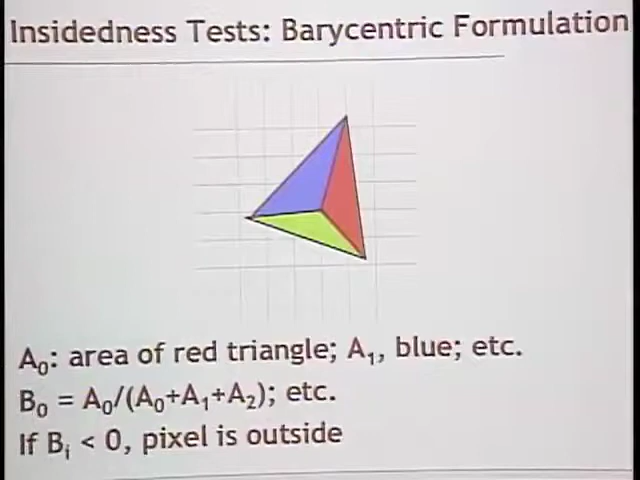 Insidedness Tests: Barycentric Formulation
A₀: area of red triangle; A₁, blue; etc.
B₀ = A₀/(A₀+A₁+A₂); etc.
If Bᵢ < 0, pixel is outside